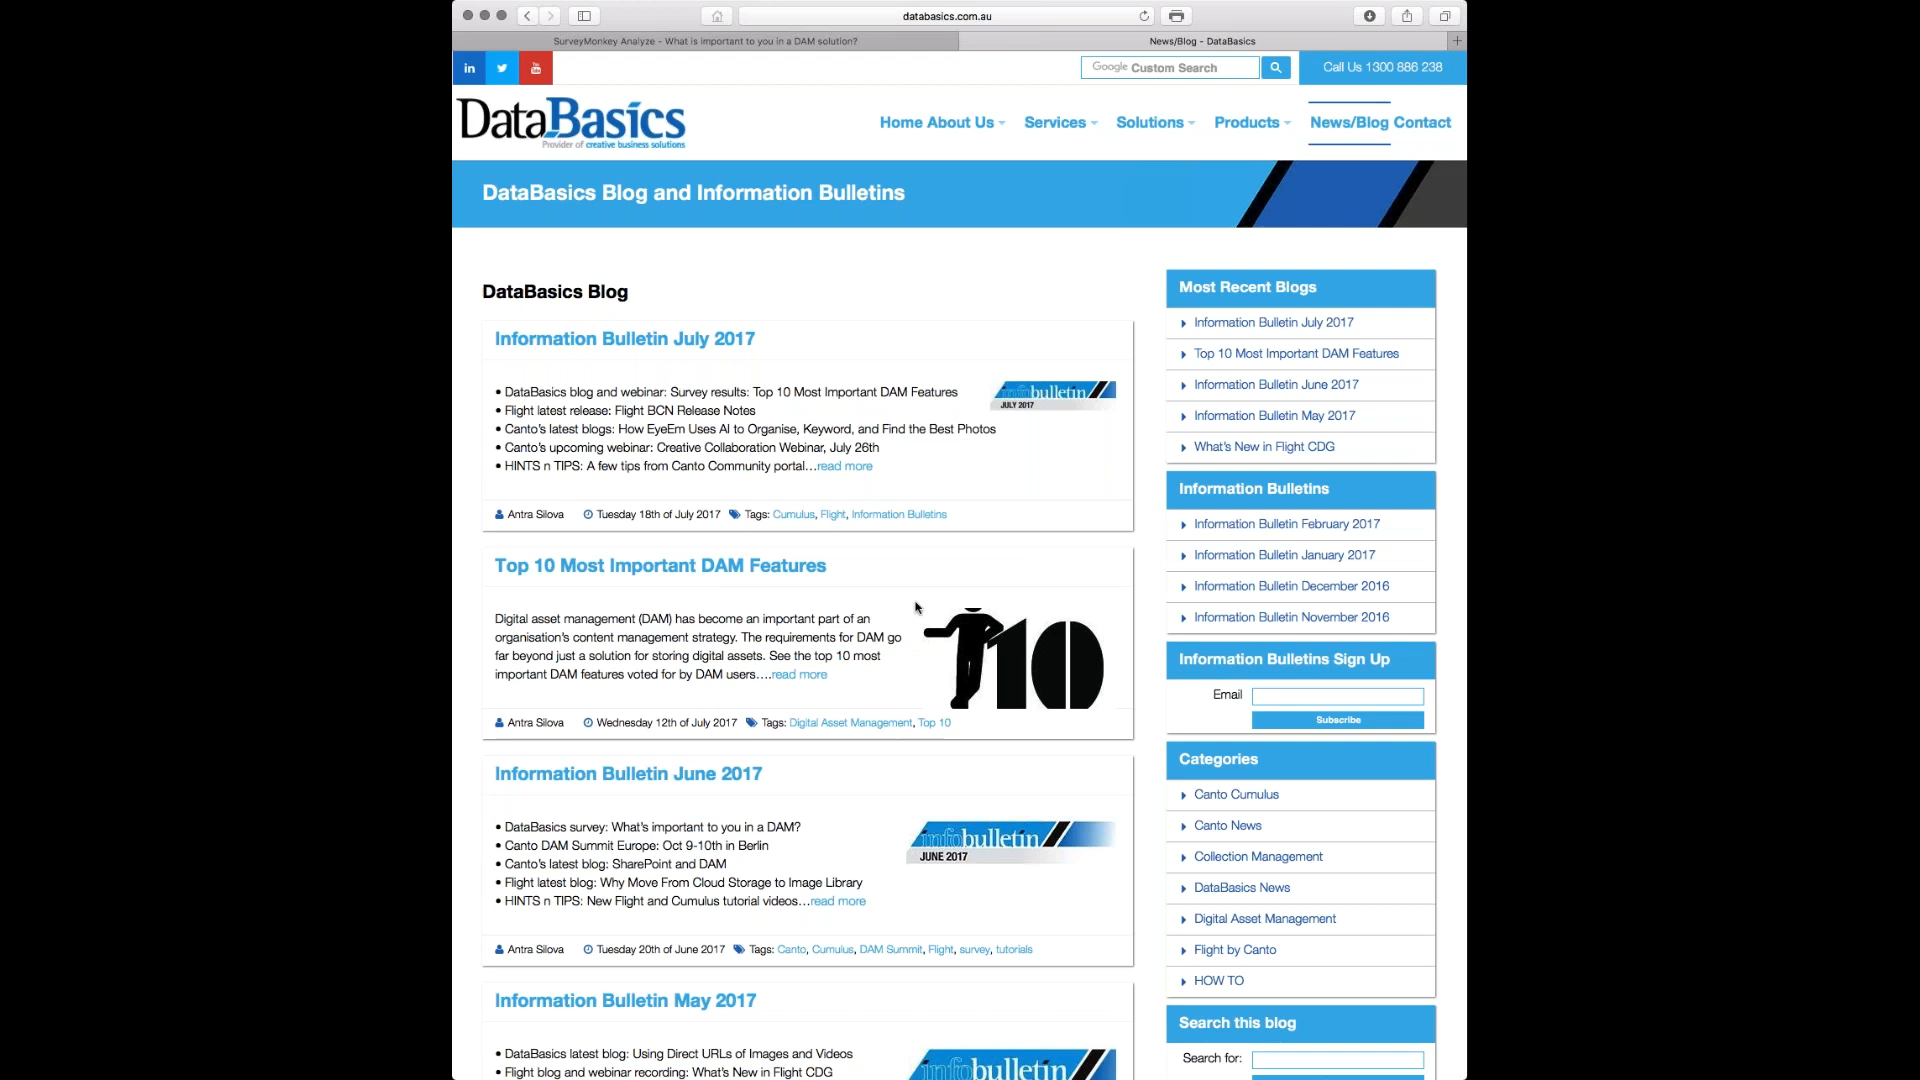 databasics.com.au
SurveyMonkey Analyze - What is important to you in a DAM solution?
News/Blog - DataBasics
in
You Tube
Google Custom Search
Call Us 1300 886 238
DataBasics
Provider of creative business solutions
Home About Us Services Solutions Products News/Blog Contact
DataBasics Blog and Information Bulletins
DataBasics Blog
Information Bulletin July 2017
• DataBasics blog and webinar: Survey results: Top 10 Most Important DAM Features
• Flight latest release: Flight BCN Release Notes
• Canto's latest blogs: How EyeEm Uses AI to Organise, Keyword, and Find the Best Photos
• Canto's upcoming webinar: Creative Collaboration Webinar, July 26th
• HINTS n TIPS: A few tips from Canto Community portal…read more
infobulletin
JULY 2017
Antra Silova Tuesday 18th of July 2017 Tags: Cumulus, Flight, Information Bulletins
Top 10 Most Important DAM Features
Digital asset management (DAM) has become an important part of an
organisation's content management strategy. The requirements for DAM go
far beyond just a solution for storing digital assets. See the top 10 most
important DAM features voted for by DAM users….read more
10
Antra Silova Wednesday 12th of July 2017 Tags: Digital Asset Management, Top 10
Information Bulletin June 2017
• DataBasics survey: What's important to you in a DAM?
• Canto DAM Summit Europe: Oct 9-10th in Berlin
• Canto's latest blog: SharePoint and DAM
• Flight latest blog: Why Move From Cloud Storage to Image Library
• HINTS n TIPS: New Flight and Cumulus tutorial videos…read more
infobulletin
JUNE 2017
Antra Silova Tuesday 20th of June 2017 Tags: Canto, Cumulus, DAM Summit, Flight, survey, tutorials
Information Bulletin May 2017
• DataBasics latest blog: Using Direct URLs of Images and Videos
• Flight blog and webinar recording: What's New in Flight CDG
infobulletin
Most Recent Blogs
Information Bulletin July 2017
Top 10 Most Important DAM Features
Information Bulletin June 2017
Information Bulletin May 2017
What's New in Flight CDG
Information Bulletins
Information Bulletin February 2017
Information Bulletin January 2017
Information Bulletin December 2016
Information Bulletin November 2016
Information Bulletins Sign Up
Email
Subscribe
Categories
Canto Cumulus
Canto News
Collection Management
DataBasics News
Digital Asset Management
Flight by Canto
HOW TO
Search this blog
Search for: